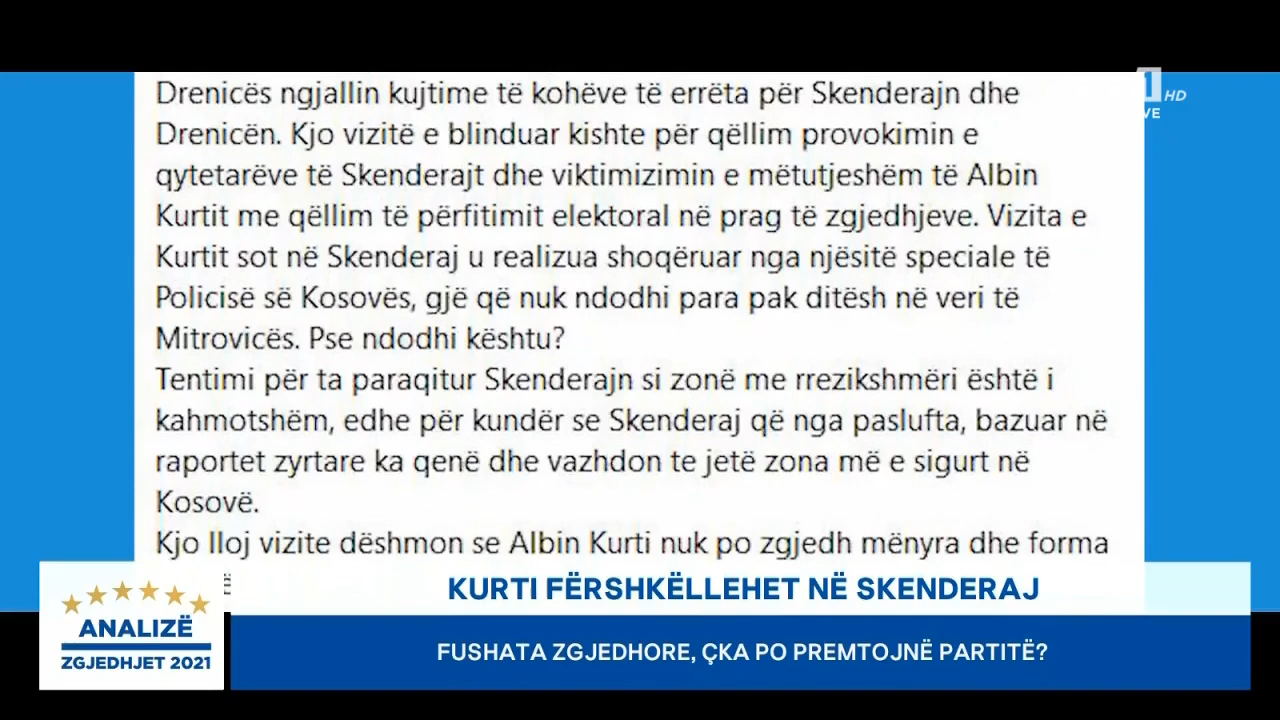 Drenicës ngjallin kujtime të kohëve të errëta për Skenderajn dhe
Drenicën. Kjo vizitë e blinduar kishte për qëllim provokimin e
qytetarëve të Skenderajt dhe viktimizimin e mëtutjeshëm të Albin
Kurtit me qëllim të përfitimit elektoral në prag të zgjedhjeve. Vizita e
Kurtit sot në Skenderaj u realizua shoqëruar nga njësitë speciale të
Policisë së Kosovës, gjë që nuk ndodhi para pak ditësh në veri të
Mitrovicës. Pse ndodhi kështu?
Tentimi për ta paraqitur Skenderajn si zonë me rrezikshmëri është i
kahmotshëm, edhe për kundër se Skenderaj që nga paslufta, bazuar në
raportet zyrtare ka qenë dhe vazhdon te jetë zona më e sigurt në
Kosovë.
Kjo lloj vizite dëshmon se Albin Kurti nuk po zgjedh mënyra dhe forma
1 HD
VE
KURTI FËRSHKËLLEHET NË SKENDERAJ
ANALIZË
ZGJEDHJET 2021
FUSHATA ZGJEDHORE, ÇKA PO PREMTOJNË PARTITË?